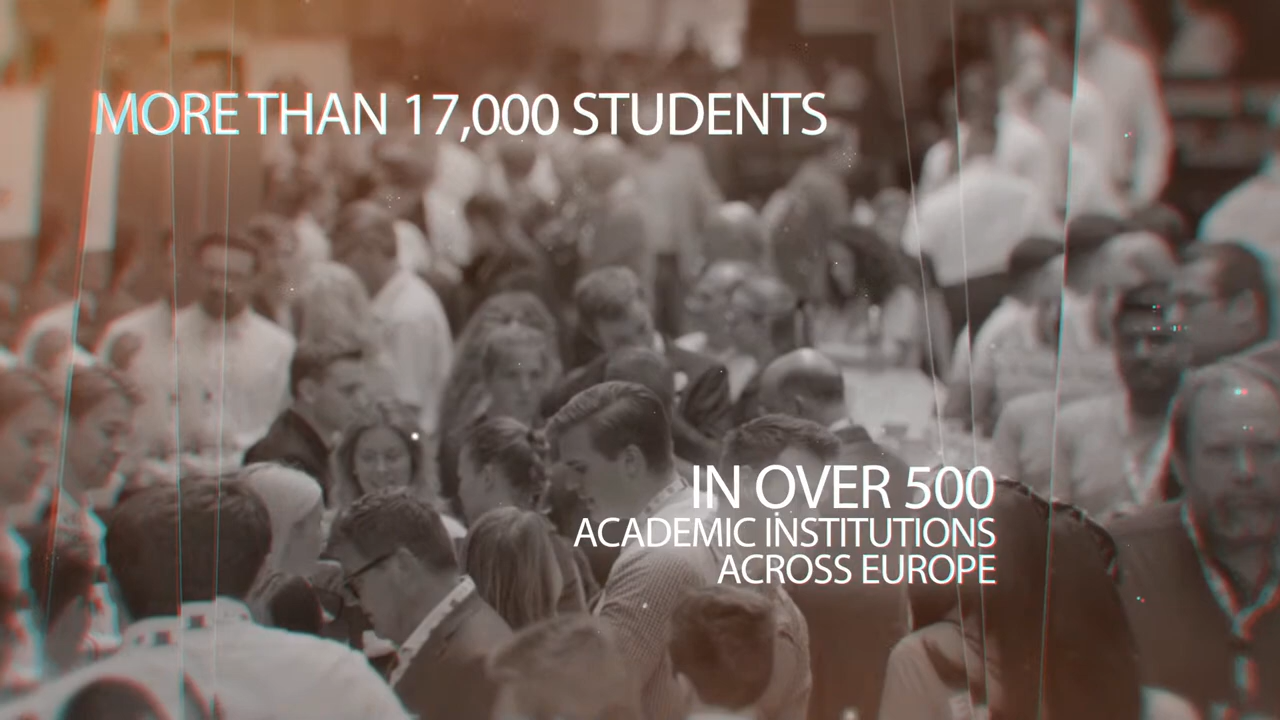 MORE THAN 17,000 STUDENTS
IN OVER 500
ACADEMIC INSTITUTIONS
ACROSS EUROPE